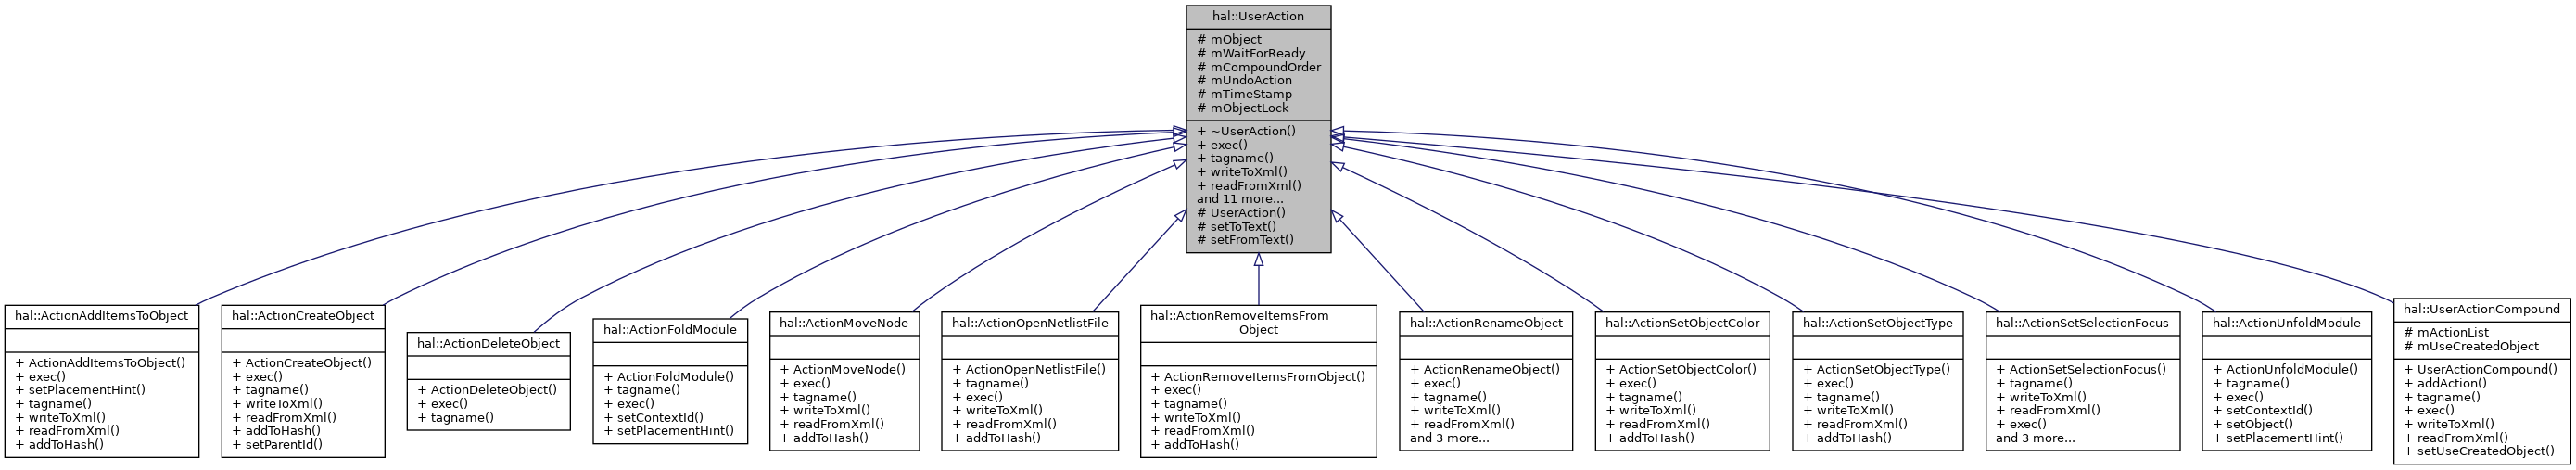 hal::UserAction
# mObject
# mWaitForReady
# mCompoundOrder
# mUndoAction
# mTimeStamp
# mObjectLock
+ ~UserAction()
+ exec()
+ tagname()
+ writeToXml()
+ readFromXml()
and 11 more...
# UserAction()
# setToText()
# setFromText()
hal::ActionAddItemsToObject
+ ActionAddItemsToObject()
+ exec()
+ setPlacementHint()
+ tagname()
+ writeToXml()
+ readFromXml()
+ addToHash()
hal::ActionCreateObject
+ ActionCreateObject()
+ exec()
+ tagname()
+ writeToXml()
+ readFromXml()
+ addToHash()
+ setParentId()
hal::ActionDeleteObject
+ ActionDeleteObject()
+ exec()
+ tagname()
hal::ActionFoldModule
+ ActionFoldModule()
+ tagname()
+ exec()
+ setContextId()
+ setPlacementHint()
hal::ActionMoveNode
+ ActionMoveNode()
+ exec()
+ tagname()
+ writeToXml()
+ readFromXml()
+ addToHash()
hal::ActionOpenNetlistFile
+ ActionOpenNetlistFile()
+ tagname()
+ exec()
+ writeToXml()
+ readFromXml()
+ addToHash()
hal::ActionRemoveItemsFrom
Object
+ ActionRemoveItemsFromObject()
+ exec()
+ tagname()
+ writeToXml()
+ readFromXml()
+ addToHash()
hal::ActionRenameObject
+ ActionRenameObject()
+ exec()
+ tagname()
+ writeToXml()
+ readFromXml()
and 3 more...
hal::ActionSetObjectColor
+ ActionSetObjectColor()
+ exec()
+ tagname()
+ writeToXml()
+ readFromXml()
+ addToHash()
hal::ActionSetObjectType
+ ActionSetObjectType()
+ exec()
+ tagname()
+ writeToXml()
+ readFromXml()
+ addToHash()
hal::ActionSetSelectionFocus
+ ActionSetSelectionFocus()
+ tagname()
+ writeToXml()
+ readFromXml()
+ exec()
and 3 more...
hal::ActionUnfoldModule
+ ActionUnfoldModule()
+ tagname()
+ exec()
+ setContextId()
+ setObject()
+ setPlacementHint()
hal::UserActionCompound
# mActionList
# mUseCreatedObject
+ UserActionCompound()
+ addAction()
+ tagname()
+ exec()
+ writeToXml()
+ readFromXml()
+ setUseCreatedObject()